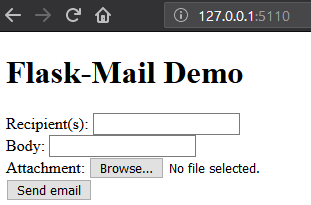 127.0.0.1:5110
Flask-Mail Demo
Recipient(s):
Body:
Attachment: Browse... No file selected.
Send email